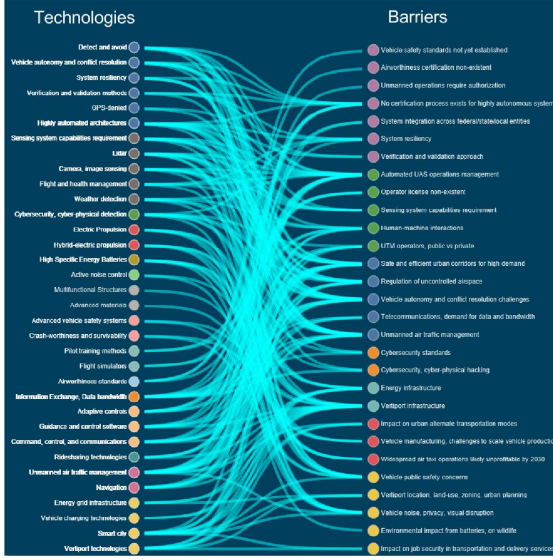 Technologies
Barriers
Detect and avoid
Vehicle autonomy and conflict resolution
System resiliency
Verification and validation methods
GPS-denied
Highly automated architectures
Sensing system capabilities requirement
Lidar
Camera, image sensing
Flight and health management
Weather detection
Cybersecurity, cyber-physical detection
Electric Propulsion
Hybrid-electric propulsion
High Specific Energy Batteries
Active noise control
Multifunctional Structures
Advanced materials
Advanced vehicle safety systems
Crash-worthiness and survivability
Pilot training methods
Flight simulators
Airworthiness standards
Information Exchange, Data bandwidth
Adaptive controls
Guidance and control software
Command, control, and communications
Ridesharing technologies
Unmanned air traffic management
Navigation
Energy grid infrastructure
Vehicle charging technologies
Smart city
Vertiport technologies
Vehicle safety standards not yet established
Airworthiness certification non-existent
Unmanned operations require authorization
No certification process exists for highly autonomous system
System integration across federal/state/local entities
System resiliency
Verification and validation approach
Automated UAS operations management
Operator license non-existent
Sensing system capabilities requirement
Human-machine interactions
UTM operators, public vs private
Safe and efficient urban corridors for high demand
Regulation of uncontrolled airspace
Vehicle autonomy and conflict resolution challenges
Telecommunications, demand for data and bandwidth
Unmanned air traffic management
Cybersecurity standards
Cybersecurity, cyber-physical hacking
Energy infrastructure
Vertiport infrastructure
Impact on urban alternate transportation modes
Vehicle manufacturing, challenges to scale vehicle productio
Widespread air taxi operations likely unprofitable by 2030
Vehicle public safety concerns
Vertiport location, land-use, zoning, urban planning
Vehicle noise, privacy, visual disruption
Environmental impact from batteries, on wildlife
Impact on job security in transportation and delivery services